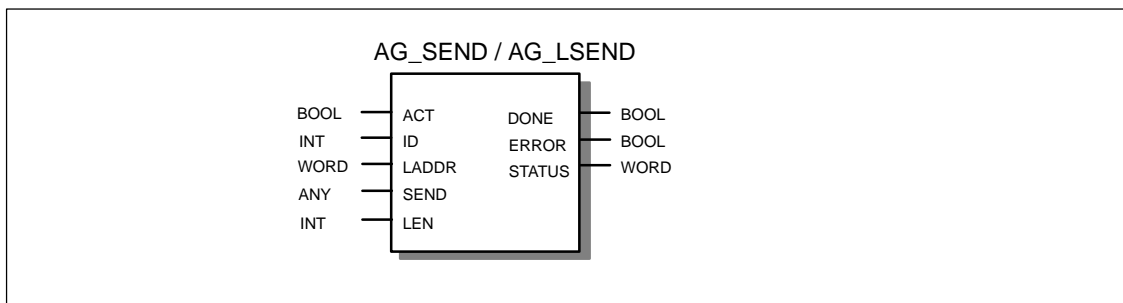 AG_SEND / AG_LSEND
BOOL ACT DONE BOOL
INT ID ERROR BOOL
WORD LADDR STATUS WORD
ANY SEND
INT LEN